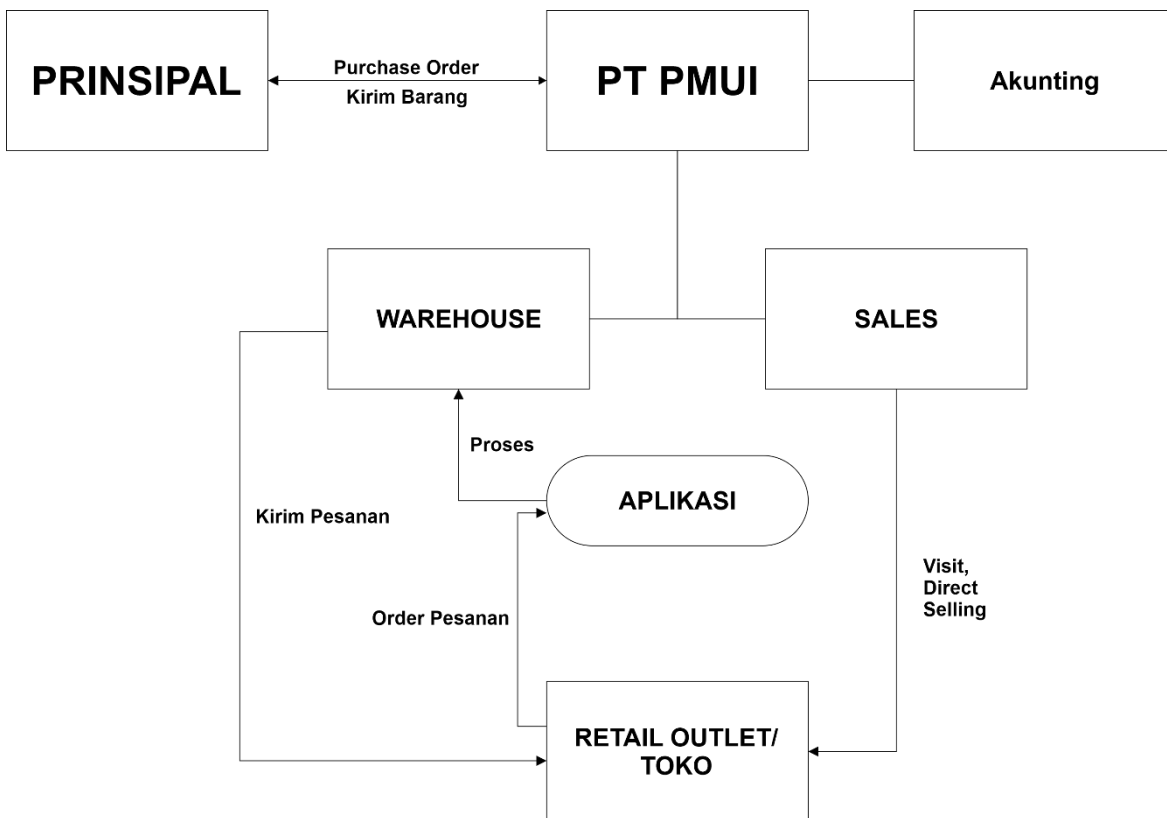 PRINSIPAL
Purchase Order
Kirim Barang
PT PMUI
Akunting
WAREHOUSE
SALES
Proses
APLIKASI
Kirim Pesanan
Visit,
Direct
Selling
Order Pesanan
RETAIL OUTLET/
TOKO